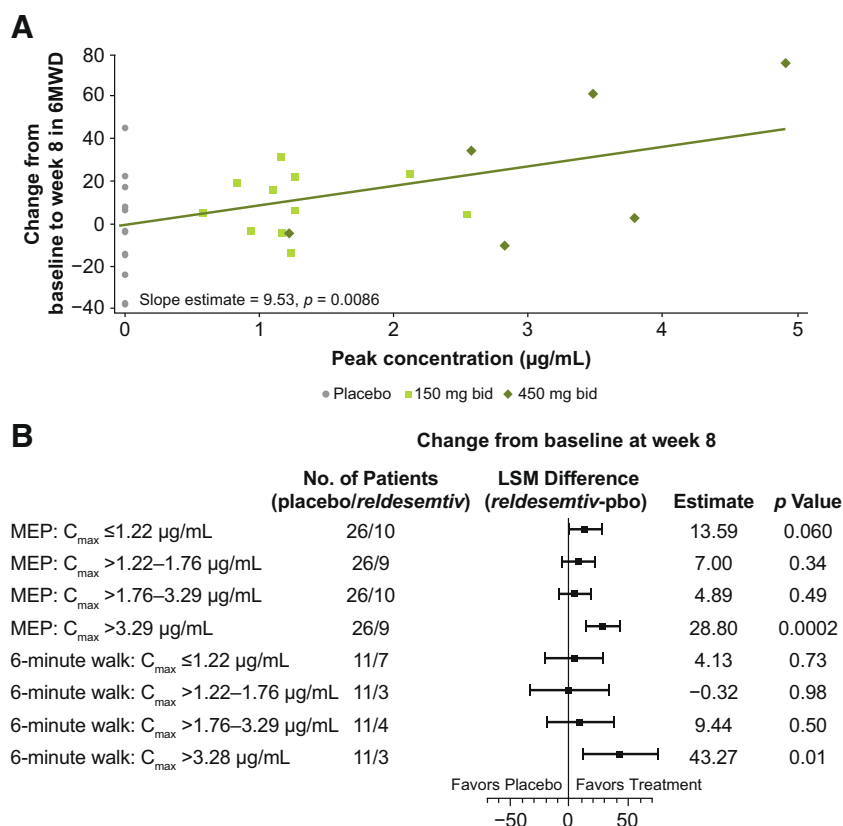 A
80
60
40
20
0
−20
−40
Change from
baseline to week 8 in 6MWD
Slope estimate = 9.53, p = 0.0086
0 1 2 3 4 5
Peak concentration (µg/mL)
Placebo 150 mg bid 450 mg bid
B
Change from baseline at week 8
No. of Patients LSM Difference
(placebo/reldesemtiv) (reldesemtiv-pbo) Estimate p Value
MEP: Cmax ≤1.22 µg/mL 26/10 13.59 0.060
MEP: Cmax >1.22–1.76 µg/mL 26/9 7.00 0.34
MEP: Cmax >1.76–3.29 µg/mL 26/10 4.89 0.49
MEP: Cmax >3.29 µg/mL 26/9 28.80 0.0002
6-minute walk: Cmax ≤1.22 µg/mL 11/7 4.13 0.73
6-minute walk: Cmax >1.22–1.76 µg/mL 11/3 −0.32 0.98
6-minute walk: Cmax >1.76–3.29 µg/mL 11/4 9.44 0.50
6-minute walk: Cmax >3.28 µg/mL 11/3 43.27 0.01
Favors Placebo Favors Treatment
−50 0 50